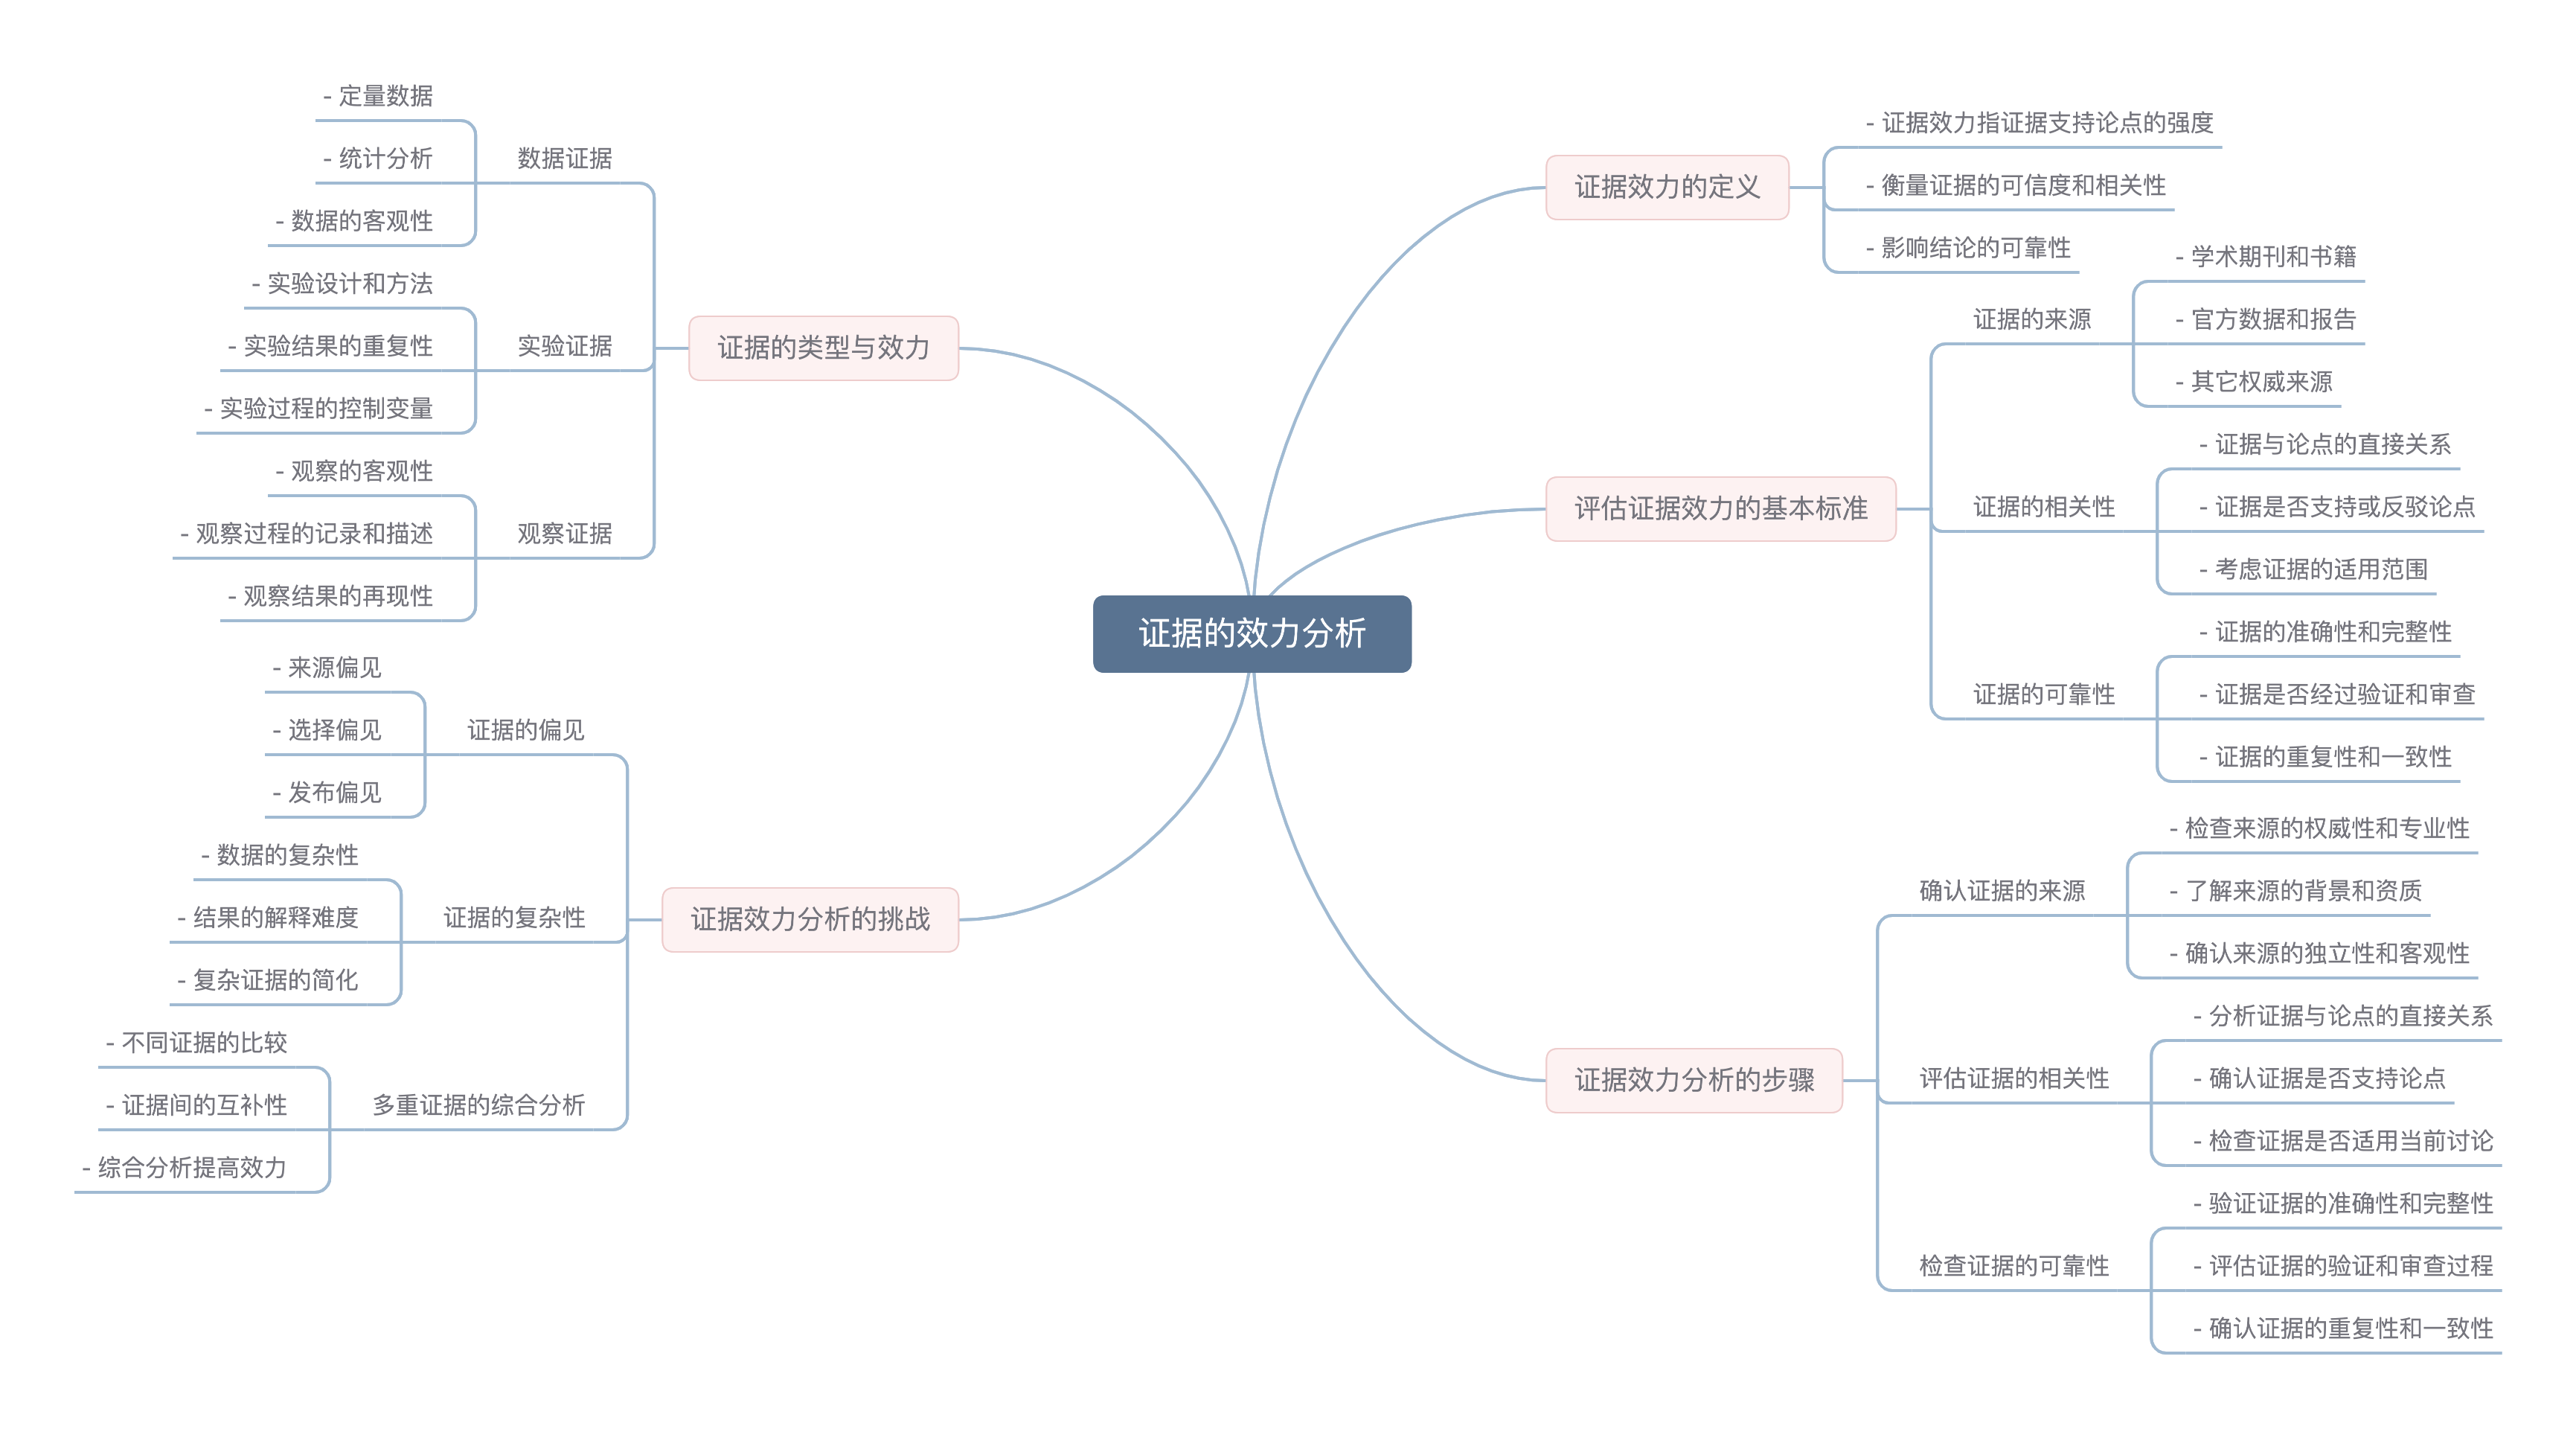 证据的效力分析
证据效力的定义
- 证据效力指证据支持论点的强度
- 衡量证据的可信度和相关性
- 影响结论的可靠性
评估证据效力的基本标准
证据的来源
- 学术期刊和书籍
- 官方数据和报告
- 其它权威来源
证据的相关性
- 证据与论点的直接关系
- 证据是否支持或反驳论点
- 考虑证据的适用范围
证据的可靠性
- 证据的准确性和完整性
- 证据是否经过验证和审查
- 证据的重复性和一致性
证据效力分析的步骤
确认证据的来源
- 检查来源的权威性和专业性
- 了解来源的背景和资质
- 确认来源的独立性和客观性
评估证据的相关性
- 分析证据与论点的直接关系
- 确认证据是否支持论点
- 检查证据是否适用当前讨论
检查证据的可靠性
- 验证证据的准确性和完整性
- 评估证据的验证和审查过程
- 确认证据的重复性和一致性
证据的类型与效力
数据证据
- 定量数据
- 统计分析
- 数据的客观性
实验证据
- 实验设计和方法
- 实验结果的重复性
- 实验过程的控制变量
观察证据
- 观察的客观性
- 观察过程的记录和描述
- 观察结果的再现性
证据效力分析的挑战
证据的偏见
- 来源偏见
- 选择偏见
- 发布偏见
证据的复杂性
- 数据的复杂性
- 结果的解释难度
- 复杂证据的简化
多重证据的综合分析
- 不同证据的比较
- 证据间的互补性
- 综合分析提高效力